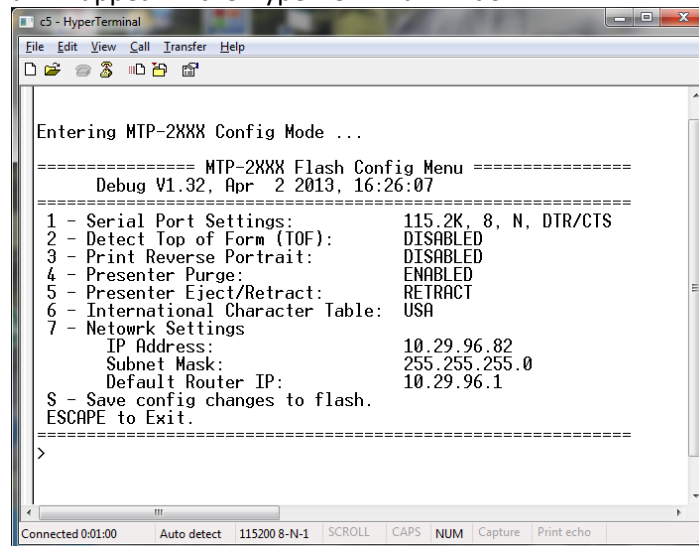 c5 - HyperTerminal
File Edit View Call Transfer Help
Entering MTP-2XXX Config Mode ...
================ MTP-2XXX Flash Config Menu ================
Debug V1.32, Apr 2 2013, 16:26:07
============================================================
1 - Serial Port Settings: 115.2K, 8, N, DTR/CTS
2 - Detect Top of Form (TOF): DISABLED
3 - Print Reverse Portrait: DISABLED
4 - Presenter Purge: ENABLED
5 - Presenter Eject/Retract: RETRACT
6 - International Character Table: USA
7 - Netowrk Settings
IP Address: 10.29.96.82
Subnet Mask: 255.255.255.0
Default Router IP: 10.29.96.1
S - Save config changes to flash.
ESCAPE to Exit.
============================================================
>
Connected 0:01:00 Auto detect 115200 8-N-1 SCROLL CAPS NUM Capture Print echo